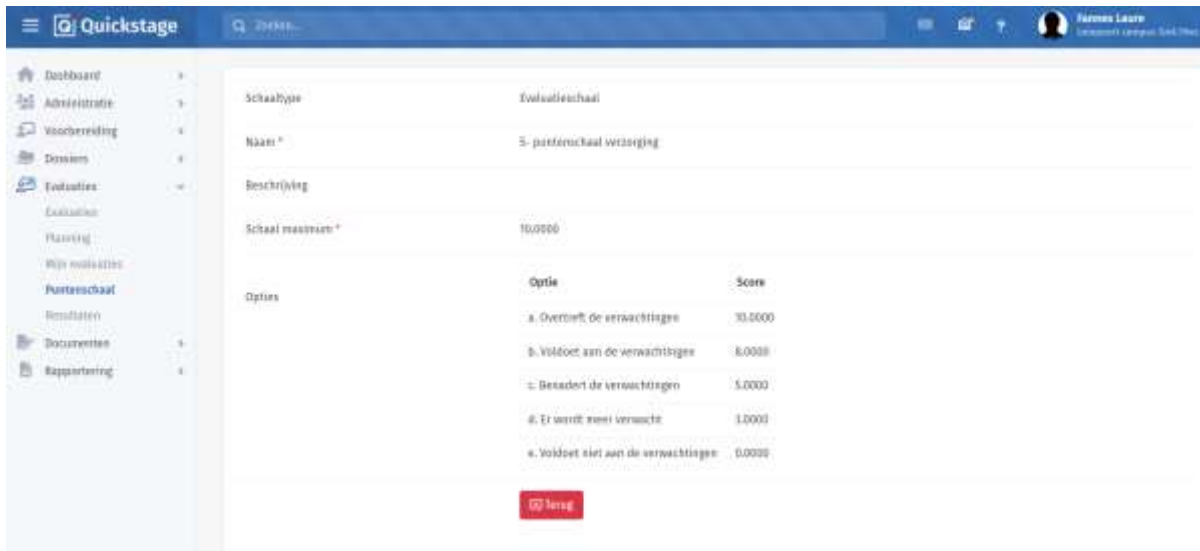 Quickstage
Zoeken...
?
Fannes Laure
Dashboard
Administratie
Voorbereiding
Dossiers
Evaluaties
Evaluaties
Planning
Mijn evaluaties
Puntenschaal
Resultaten
Documenten
Rapportering
Schaaltype
Evaluatieschaal
Naam *
5- puntenschaal verzorging
Beschrijving
Schaal maximum *
10.0000
Opties
Optie Score
a. Overtreft de verwachtingen 10.0000
b. Voldoet aan de verwachtingen 8.0000
c. Benadert de verwachtingen 5.0000
d. Er wordt meer verwacht 3.0000
e. Voldoet niet aan de verwachtingen 0.0000
Terug